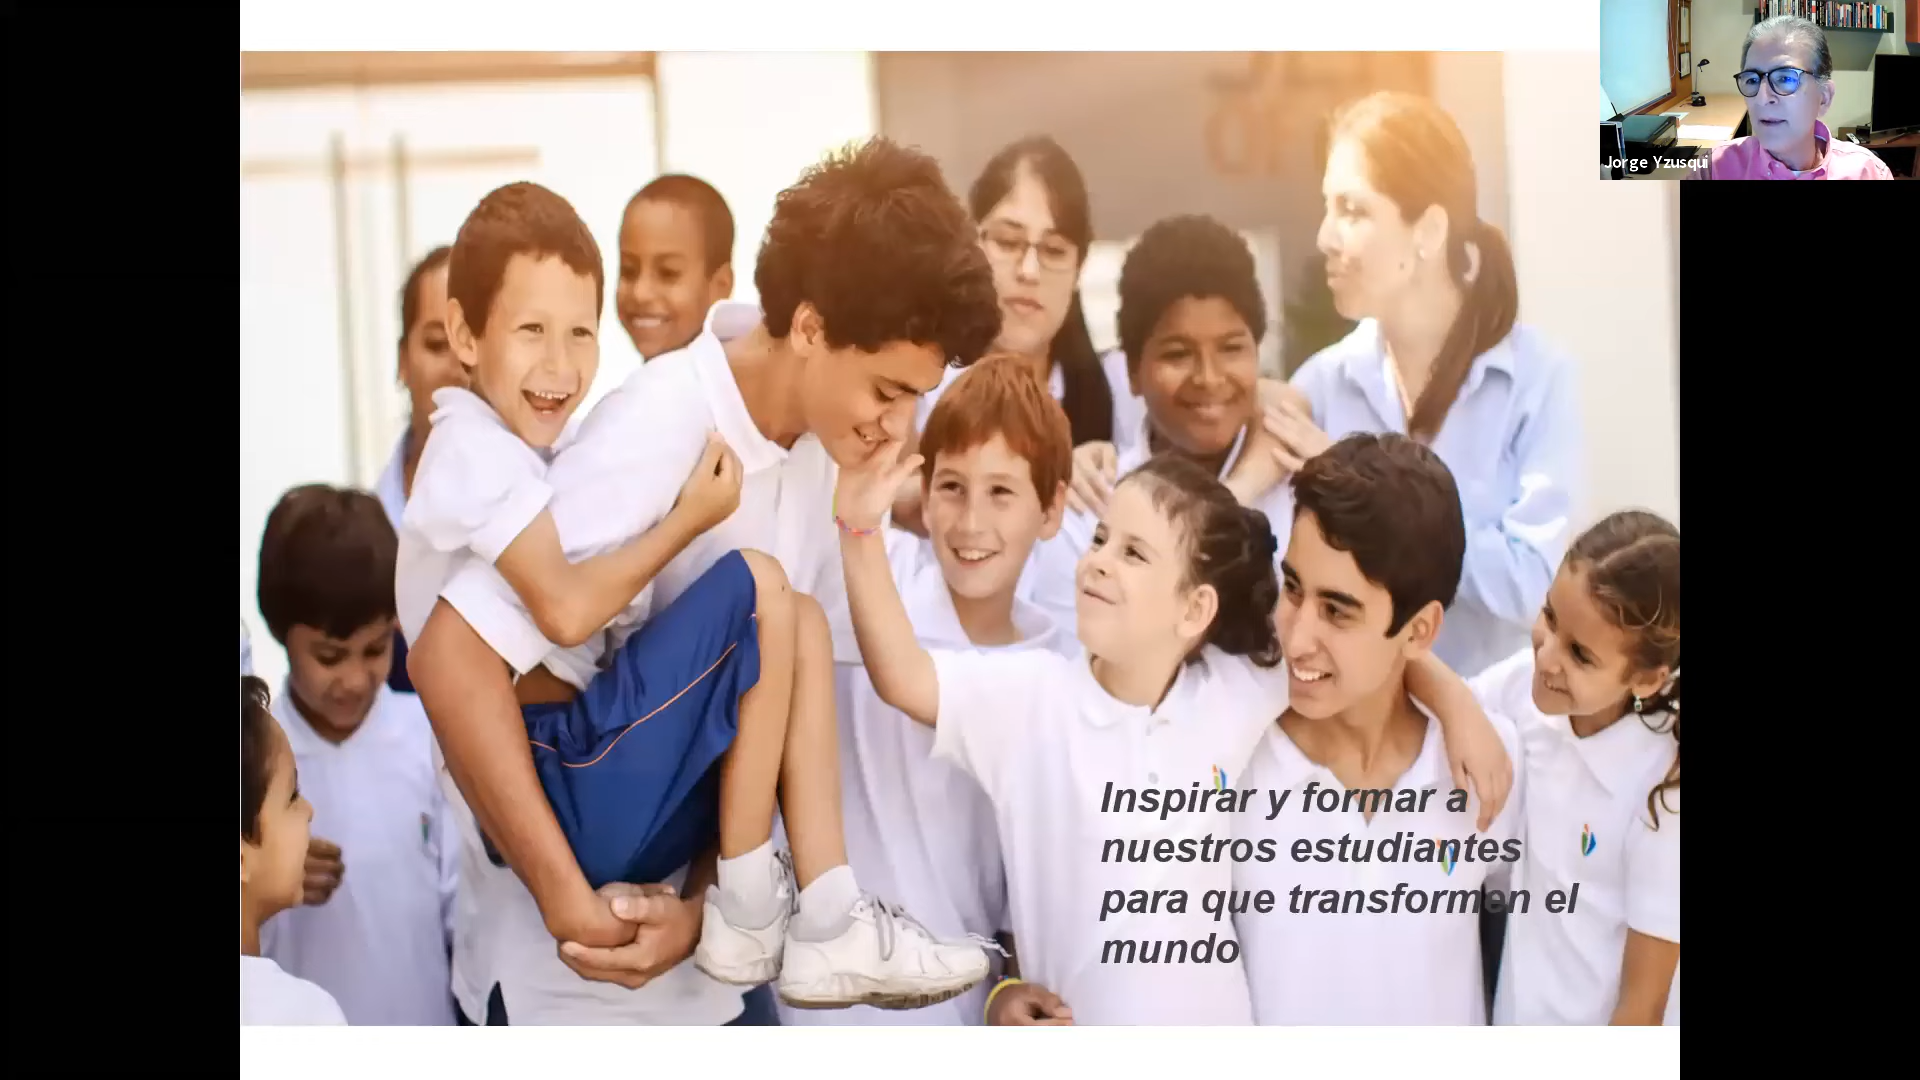 Jorge Yzusqui
Inspirar y formar a
nuestros estudiantes
para que transformen el
mundo